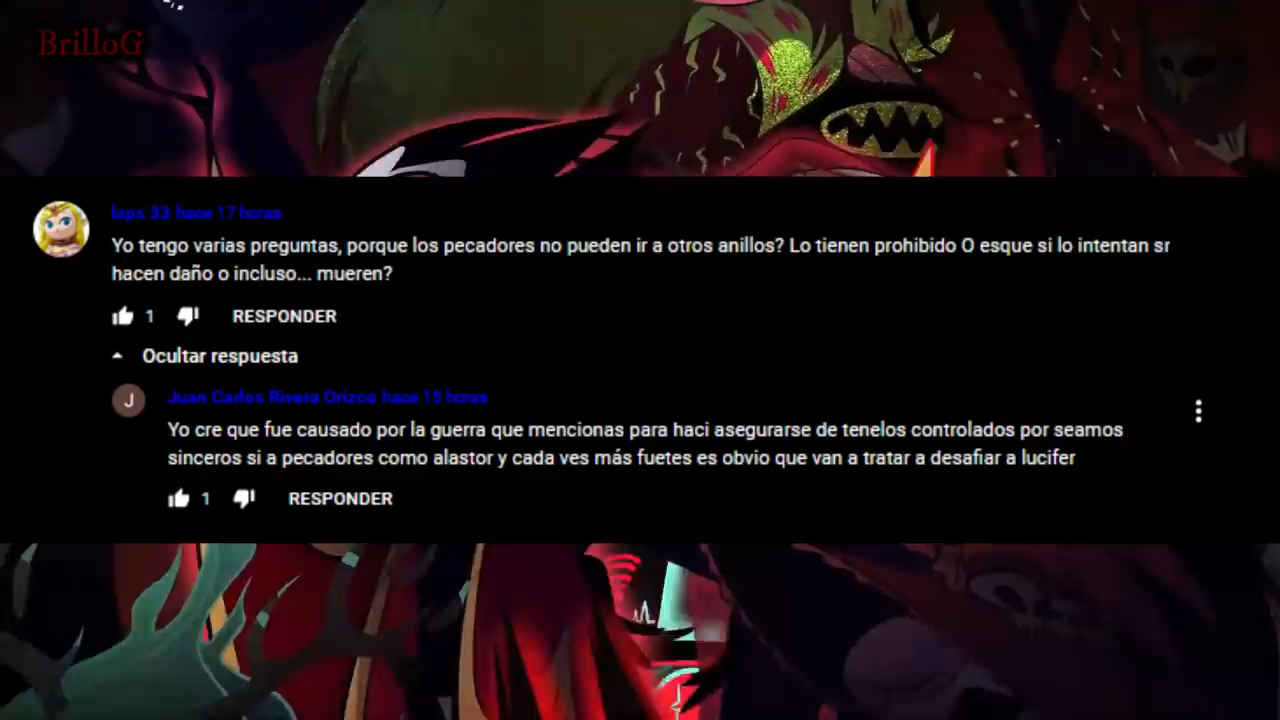 BrilloG
laps 33 hace 17 horas
Yo tengo varias preguntas, porque los pecadores no pueden ir a otros anillos? Lo tienen prohibido O esque si lo intentan sr
hacen daño o incluso... mueren?
1 RESPONDER
Ocultar respuesta
J
Juan Carlos Rivera Orizco hace 15 horas
Yo cre que fue causado por la guerra que mencionas para haci asegurarse de tenelos controlados por seamos
sinceros si a pecadores como alastor y cada ves más fuetes es obvio que van a tratar a desafiar a lucifer
1 RESPONDER